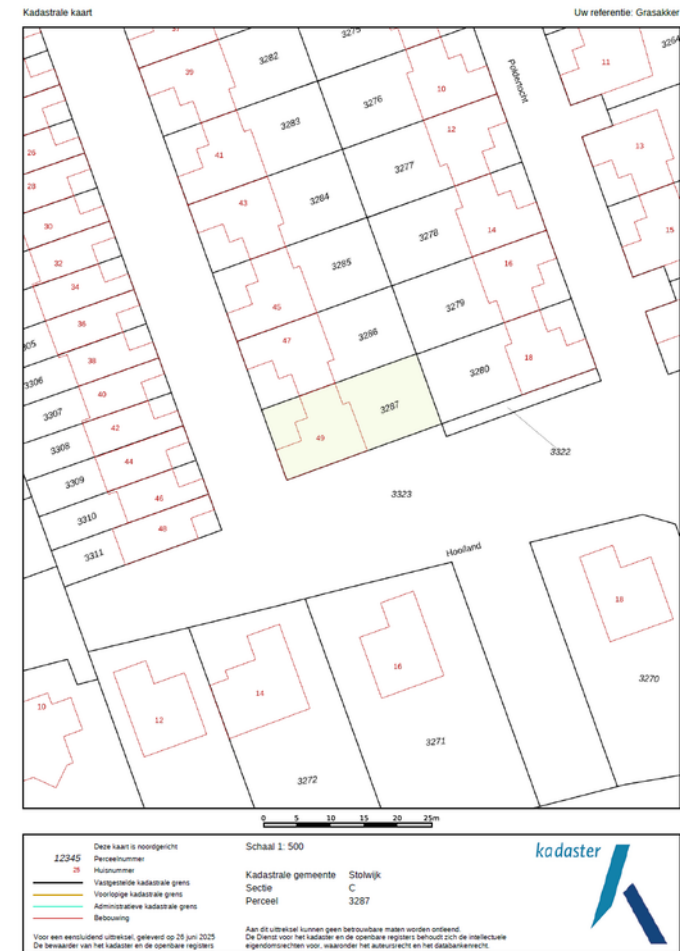 Kadastrale kaart
Uw referentie: Grasakker
3275
3264
37
39
3282
11
10
3276
Poldertocht
3283
12
13
26
41
3277
28
3284
43
15
30
3278
14
32
3285
16
34
45
3279
36
3286
47
305
38
3280
18
3306
40
3287
3307
42
49
3308
44
3322
3309
46
3323
3310
48
3311
Hooiland
18
16
14
3270
10
12
3271
3272
0 5 10 15 20 25m
Deze kaart is noordgericht
12345 Perceelnummer
25 Huisnummer
Vastgestelde kadastrale grens
Voorlopige kadastrale grens
Administratieve kadastrale grens
Bebouwing
Voor een eensluidend uittreksel, geleverd op 26 juni 2025
De bewaarder van het kadaster en de openbare registers
Schaal 1: 500
Kadastrale gemeente Stolwijk
Sectie C
Perceel 3287
Aan dit uittreksel kunnen geen betrouwbare maten worden ontleend.
De Dienst voor het kadaster en de openbare registers behoudt zich de intellectuele
eigendomsrechten voor, waaronder het auteursrecht en het databankenrecht.
kadaster